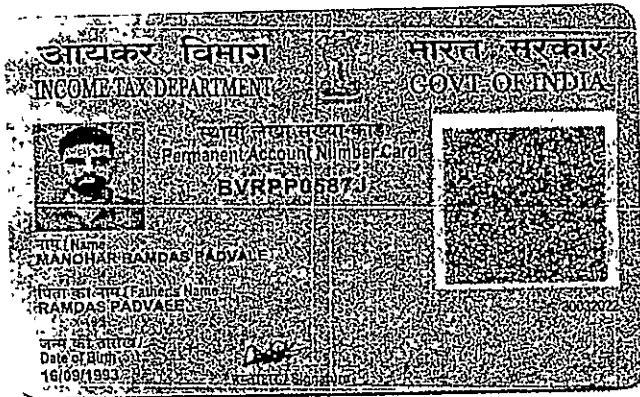 आयकर विभाग
भारत सरकार
INCOME TAX DEPARTMENT
GOVT. OF INDIA
स्थायी लेखा संख्या कार्ड
Permanent Account Number Card
BVRPP0587J
नाम / Name
MANOHAR RAMDAS PADVALE
पिता का नाम / Father's Name
RAMDAS PADVALE
जन्म की तारीख /
Date of Birth
16/09/1993